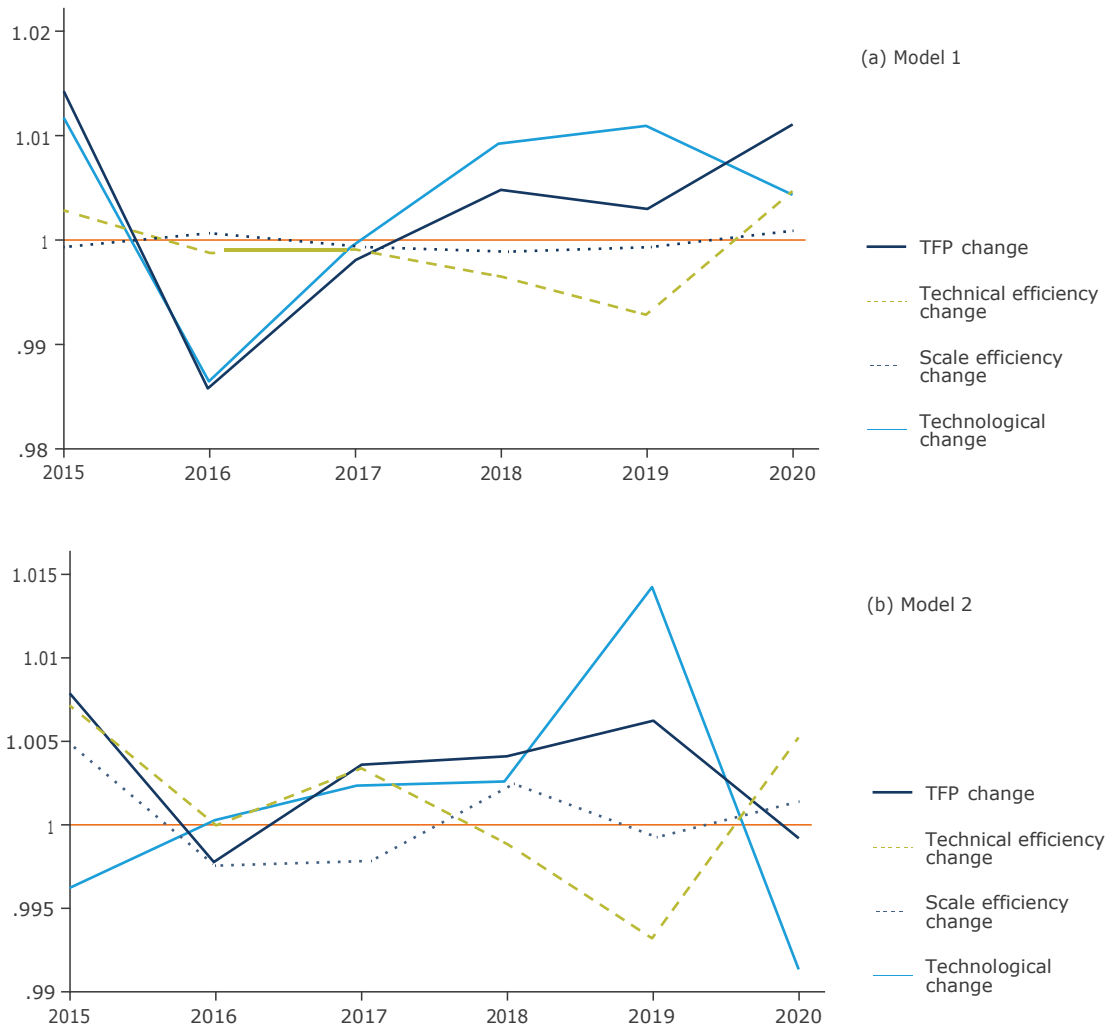 1.02
(a) Model 1
1.01
1
.99
.98
2015 2016 2017 2018 2019 2020
TFP change
Technical efficiency
change
Scale efficiency
change
Technological
change
1.015
(b) Model 2
1.01
1.005
1
.995
.99
2015 2016 2017 2018 2019 2020
TFP change
Technical efficiency
change
Scale efficiency
change
Technological
change